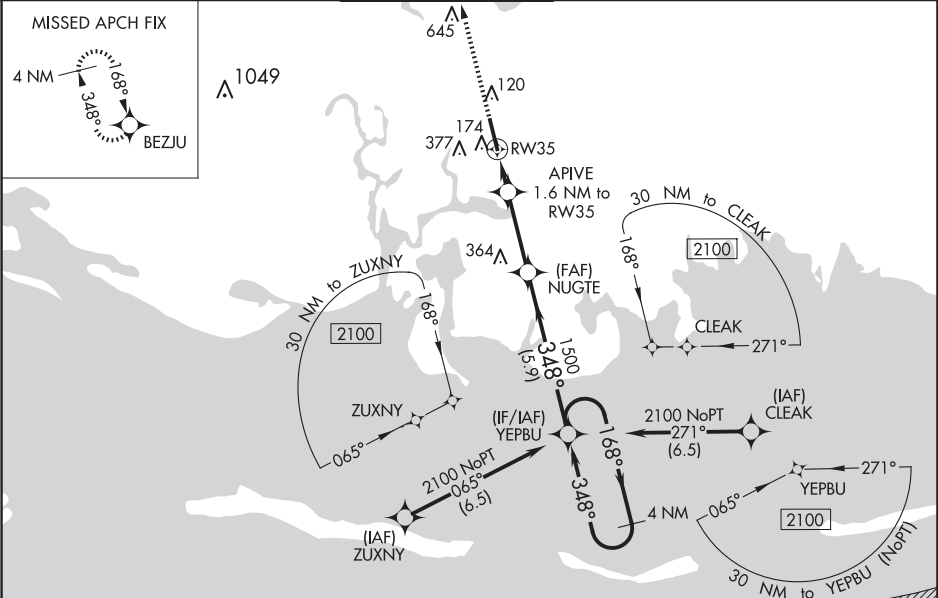 MISSED APCH FIX
4 NM
168°
348°
BEZJU
1049
645
120
174
377
RW35
APIVE
1.6 NM to
RW35
364
(FAF)
NUGTE
30 NM to CLEAK
2100
168°
CLEAK
271°
30 NM to ZUXNY
2100
168°
ZUXNY
065°
1500
348°
(5.9)
(IF/IAF)
YEPBU
2100 NoPT
271°
(6.5)
(IAF)
CLEAK
2100 NoPT
065°
(6.5)
(IAF)
ZUXNY
168°
348°
4 NM
271°
065°
YEPBU
2100
30 NM to YEPBU (NoPT)